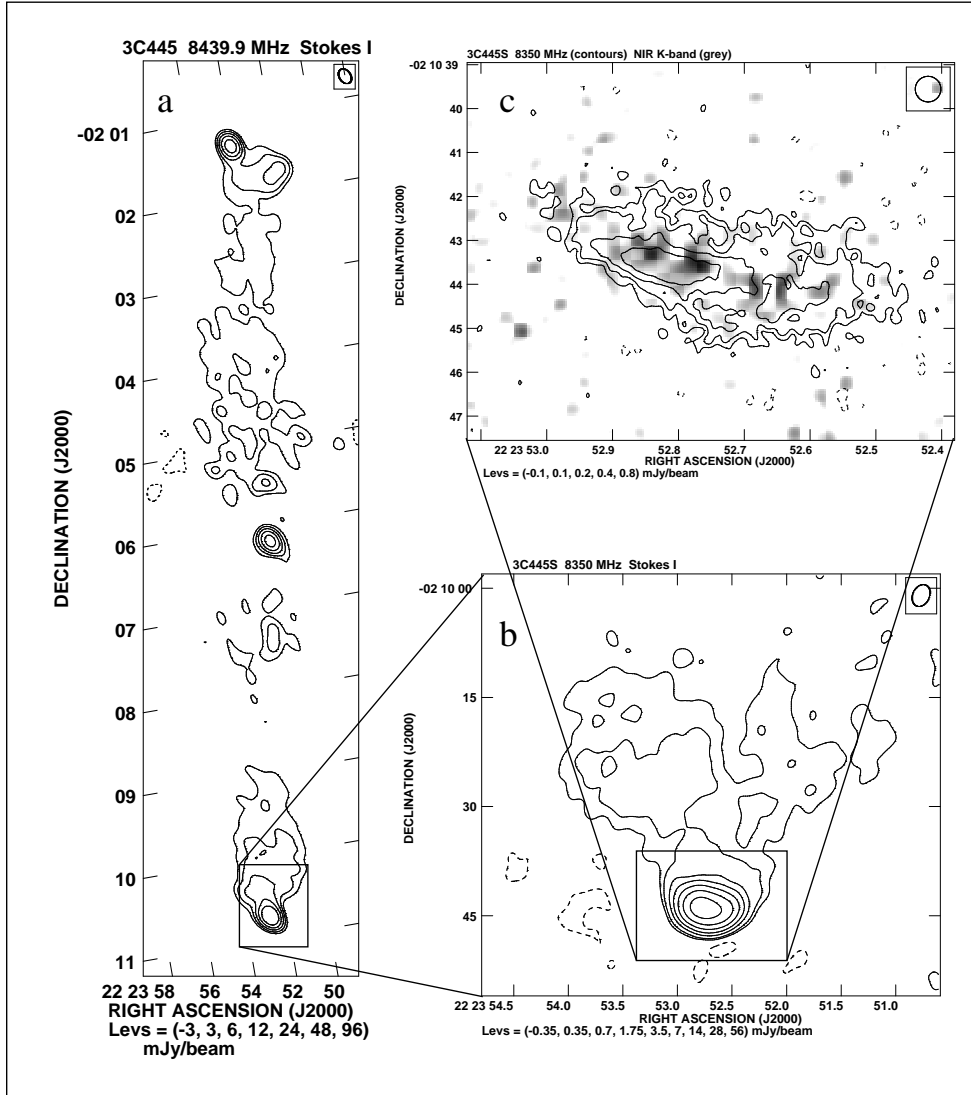 3C445 8439.9 MHz Stokes I
a
-02 01
02
03
04
05
06
07
08
09
10
11
DECLINATION (J2000)
22 23 58 56 54 52 50
RIGHT ASCENSION (J2000)
Levs = (-3, 3, 6, 12, 24, 48, 96)
mJy/beam
3C445S 8350 MHz (contours) NIR K-band (grey)
c
-02 10 39
40
41
42
43
44
45
46
47
DECLINATION (J2000)
22 23 53.0 52.9 52.8 52.7 52.6 52.5 52.4
RIGHT ASCENSION (J2000)
Levs = (-0.1, 0.1, 0.2, 0.4, 0.8) mJy/beam
3C445S 8350 MHz Stokes I
b
-02 10 00
15
30
45
DECLINATION (J2000)
22 23 54.5 54.0 53.5 53.0 52.5 52.0 51.5 51.0
RIGHT ASCENSION (J2000)
Levs = (-0.35, 0.35, 0.7, 1.75, 3.5, 7, 14, 28, 56) mJy/beam